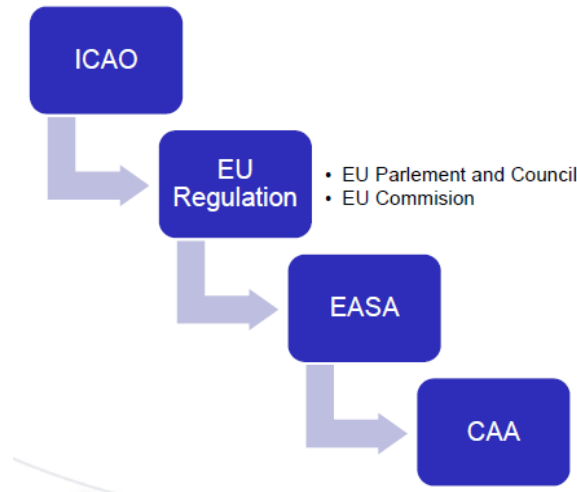 ICAO
EU
Regulation
• EU Parlement and Council
• EU Commision
EASA
CAA